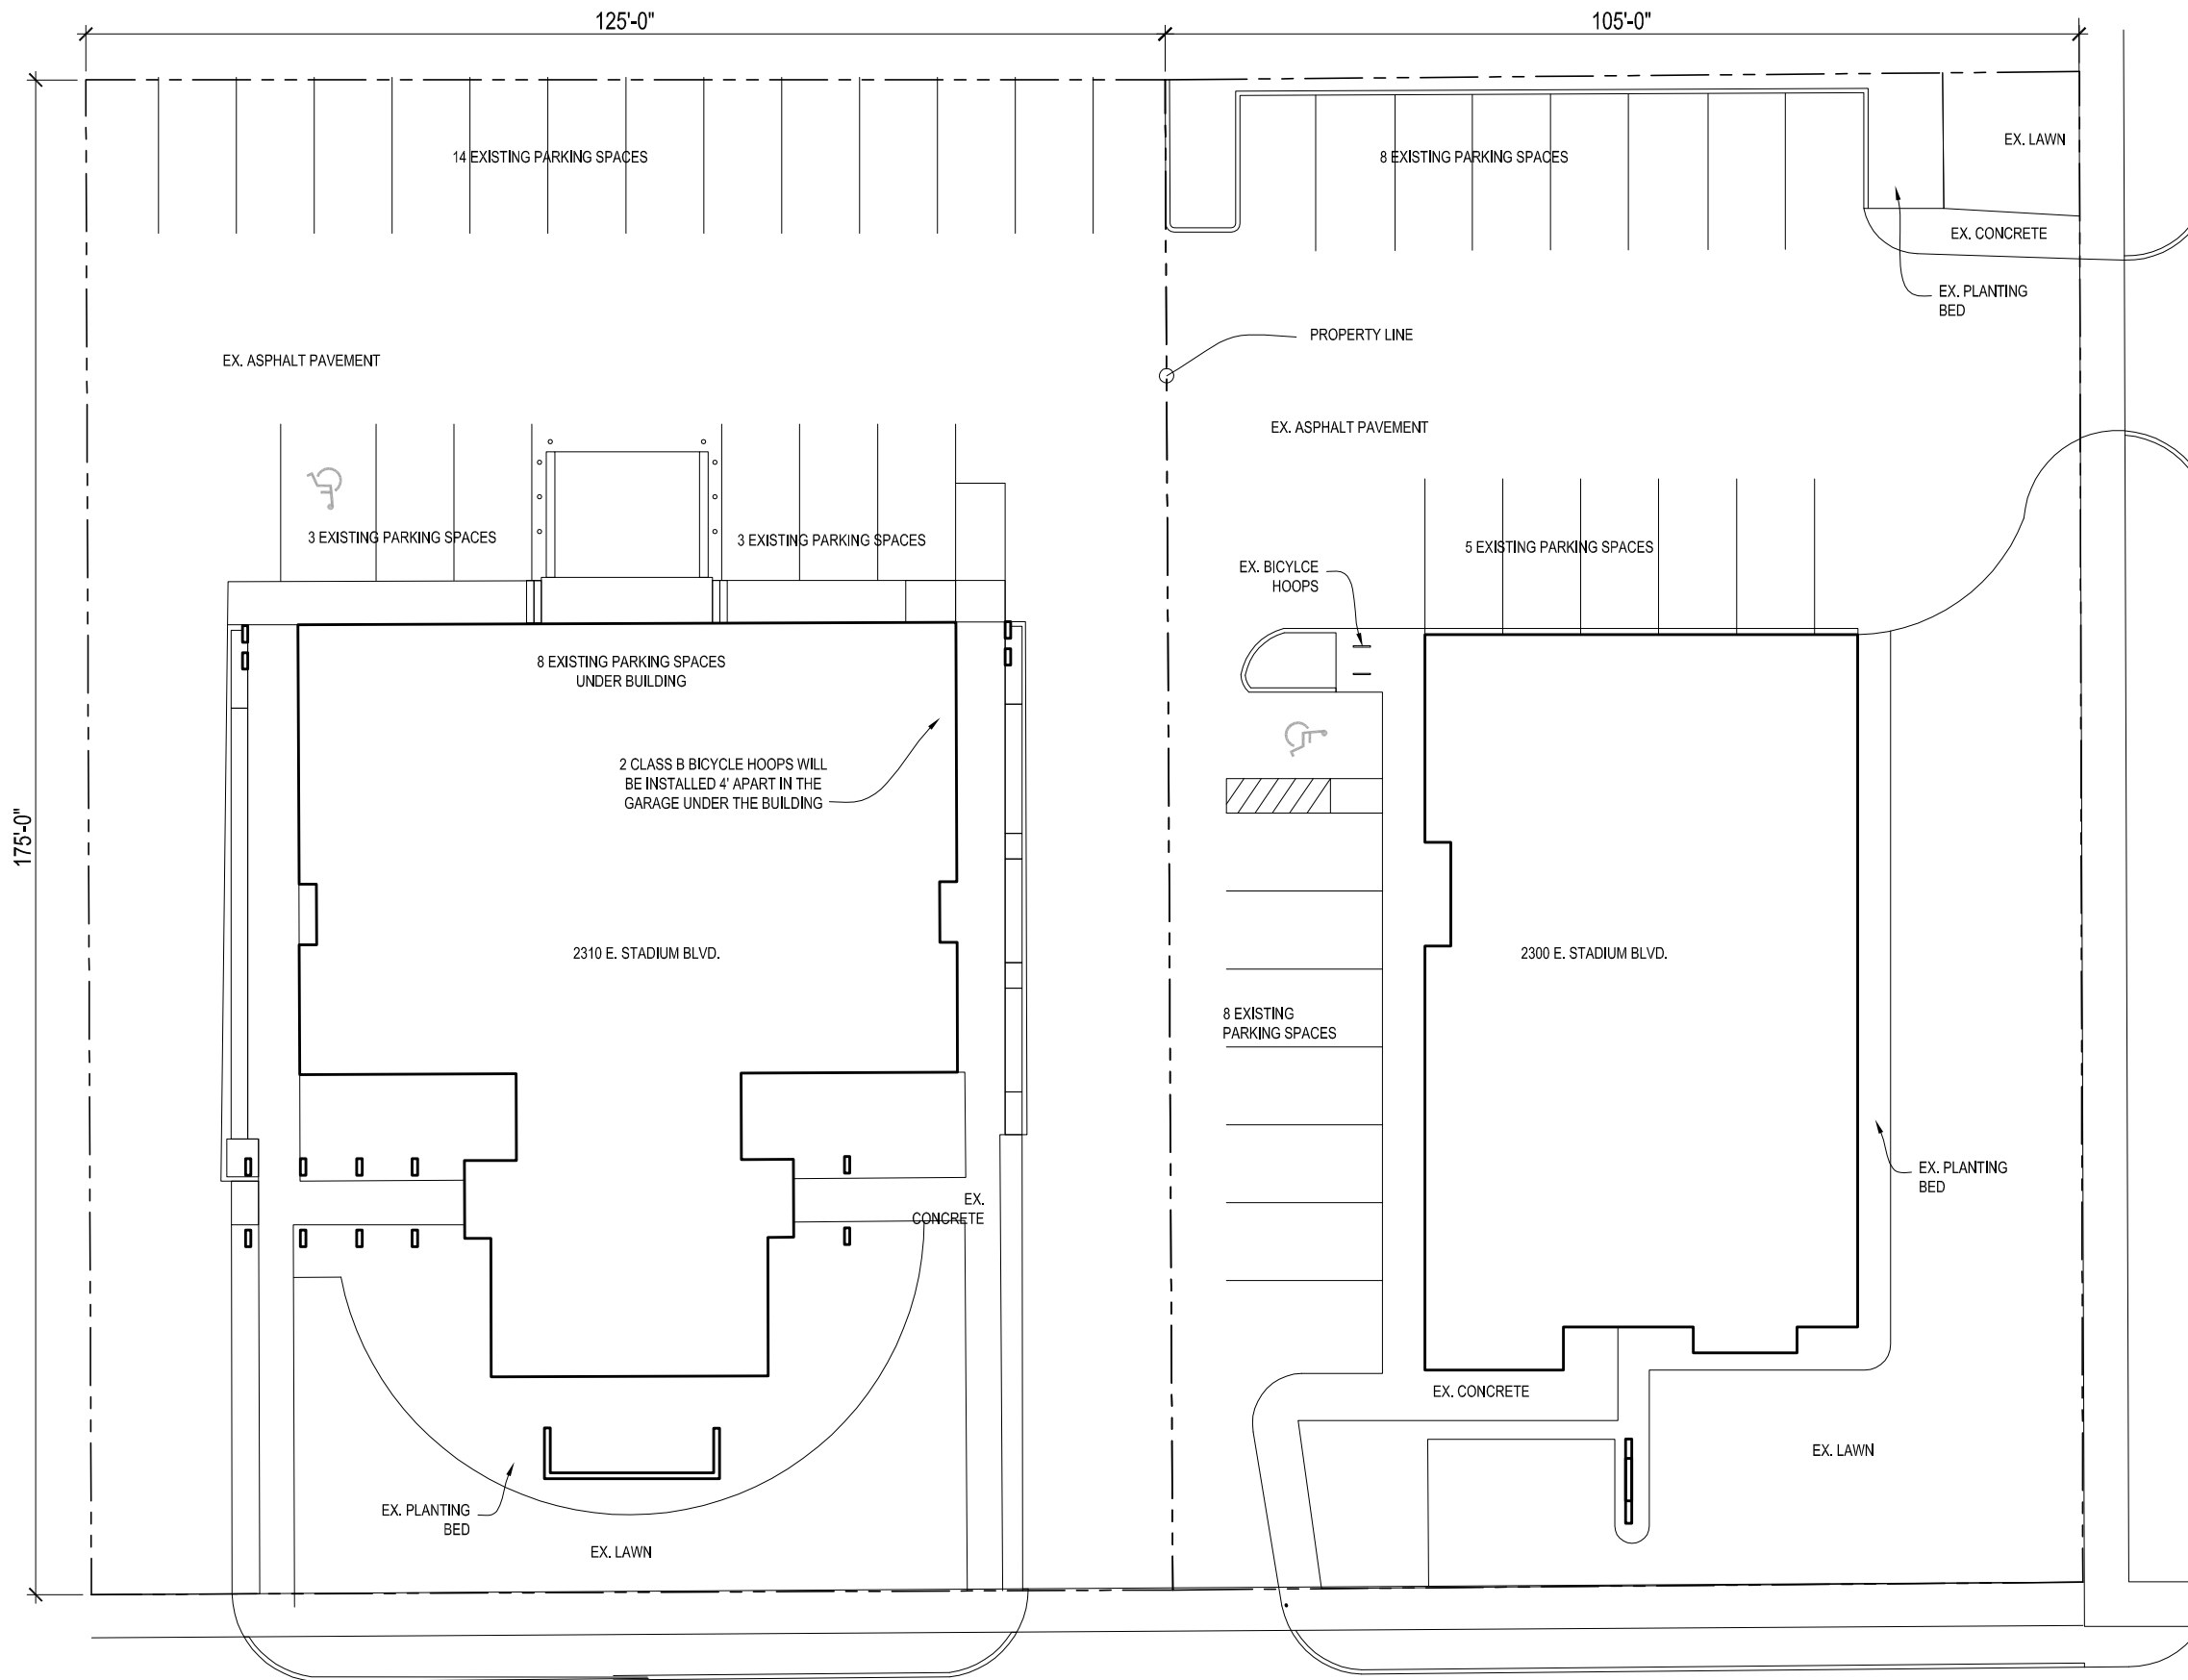 125'-0"
105'-0"
14 EXISTING PARKING SPACES
8 EXISTING PARKING SPACES
EX. LAWN
EX. CONCRETE
EX. PLANTING
BED
PROPERTY LINE
EX. ASPHALT PAVEMENT
EX. ASPHALT PAVEMENT
3 EXISTING PARKING SPACES
3 EXISTING PARKING SPACES
5 EXISTING PARKING SPACES
EX. BICYLCE
HOOPS
8 EXISTING PARKING SPACES
UNDER BUILDING
2 CLASS B BICYCLE HOOPS WILL
BE INSTALLED 4' APART IN THE
GARAGE UNDER THE BUILDING
175'-0"
2310 E. STADIUM BLVD.
2300 E. STADIUM BLVD.
8 EXISTING
PARKING SPACES
EX. PLANTING
BED
EX.
CONCRETE
EX. CONCRETE
EX. LAWN
EX. PLANTING
BED
EX. LAWN